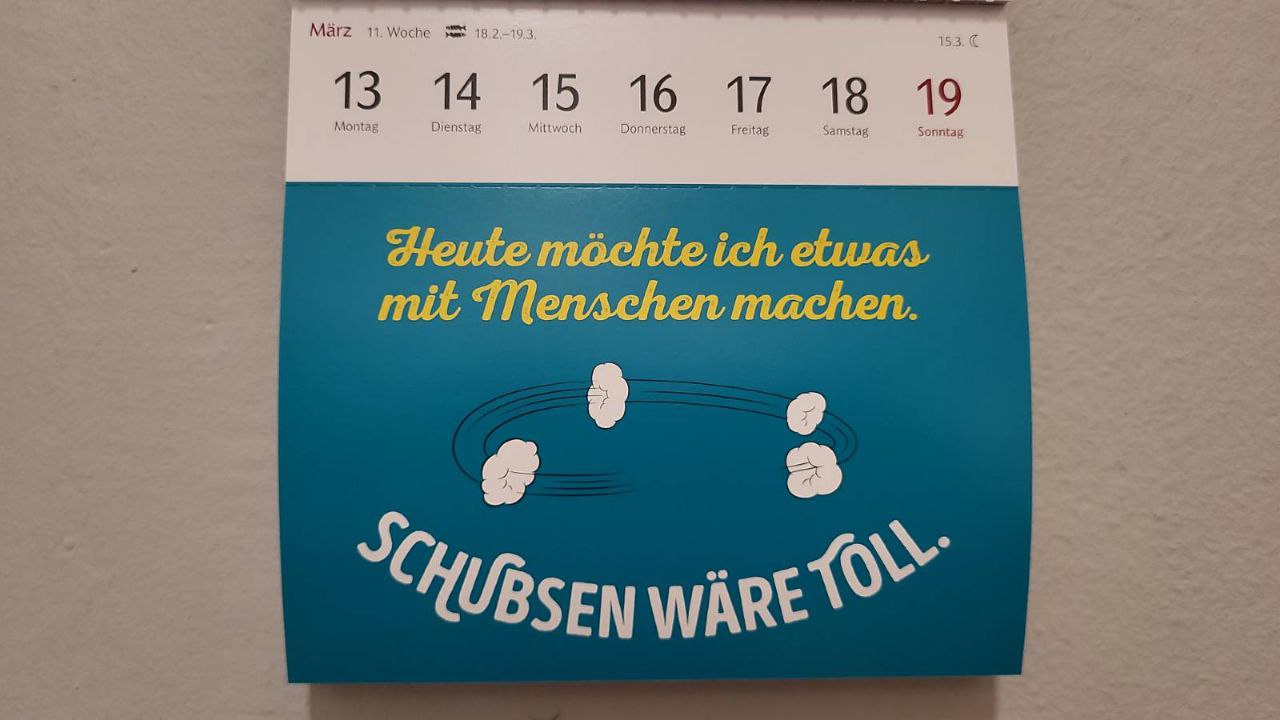 März 11. Woche 18.2.–19.3.
15.3. ☾
13 14 15 16 17 18 19
Montag Dienstag Mittwoch Donnerstag Freitag Samstag Sonntag
Heute möchte ich etwas
mit Menschen machen.
SCHUBSEN WÄRE TOLL.